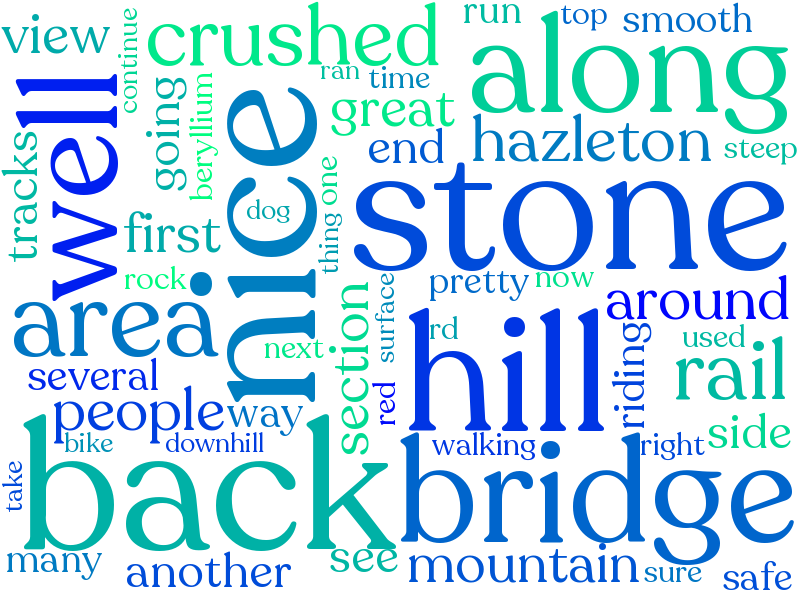 view
continue
crushed
run
top
smooth
well
going
beryllium
nice
ran
time
great
along
tracks
end
hazleton
steep
first
dog
thing
one
stone
rock
area
pretty
now
around
next
section
surface
rd
hill
riding
used
rail
several
people
way
red
side
bike
downhill
walking
right
take
back
bridge
many
another
see
mountain
sure
safe